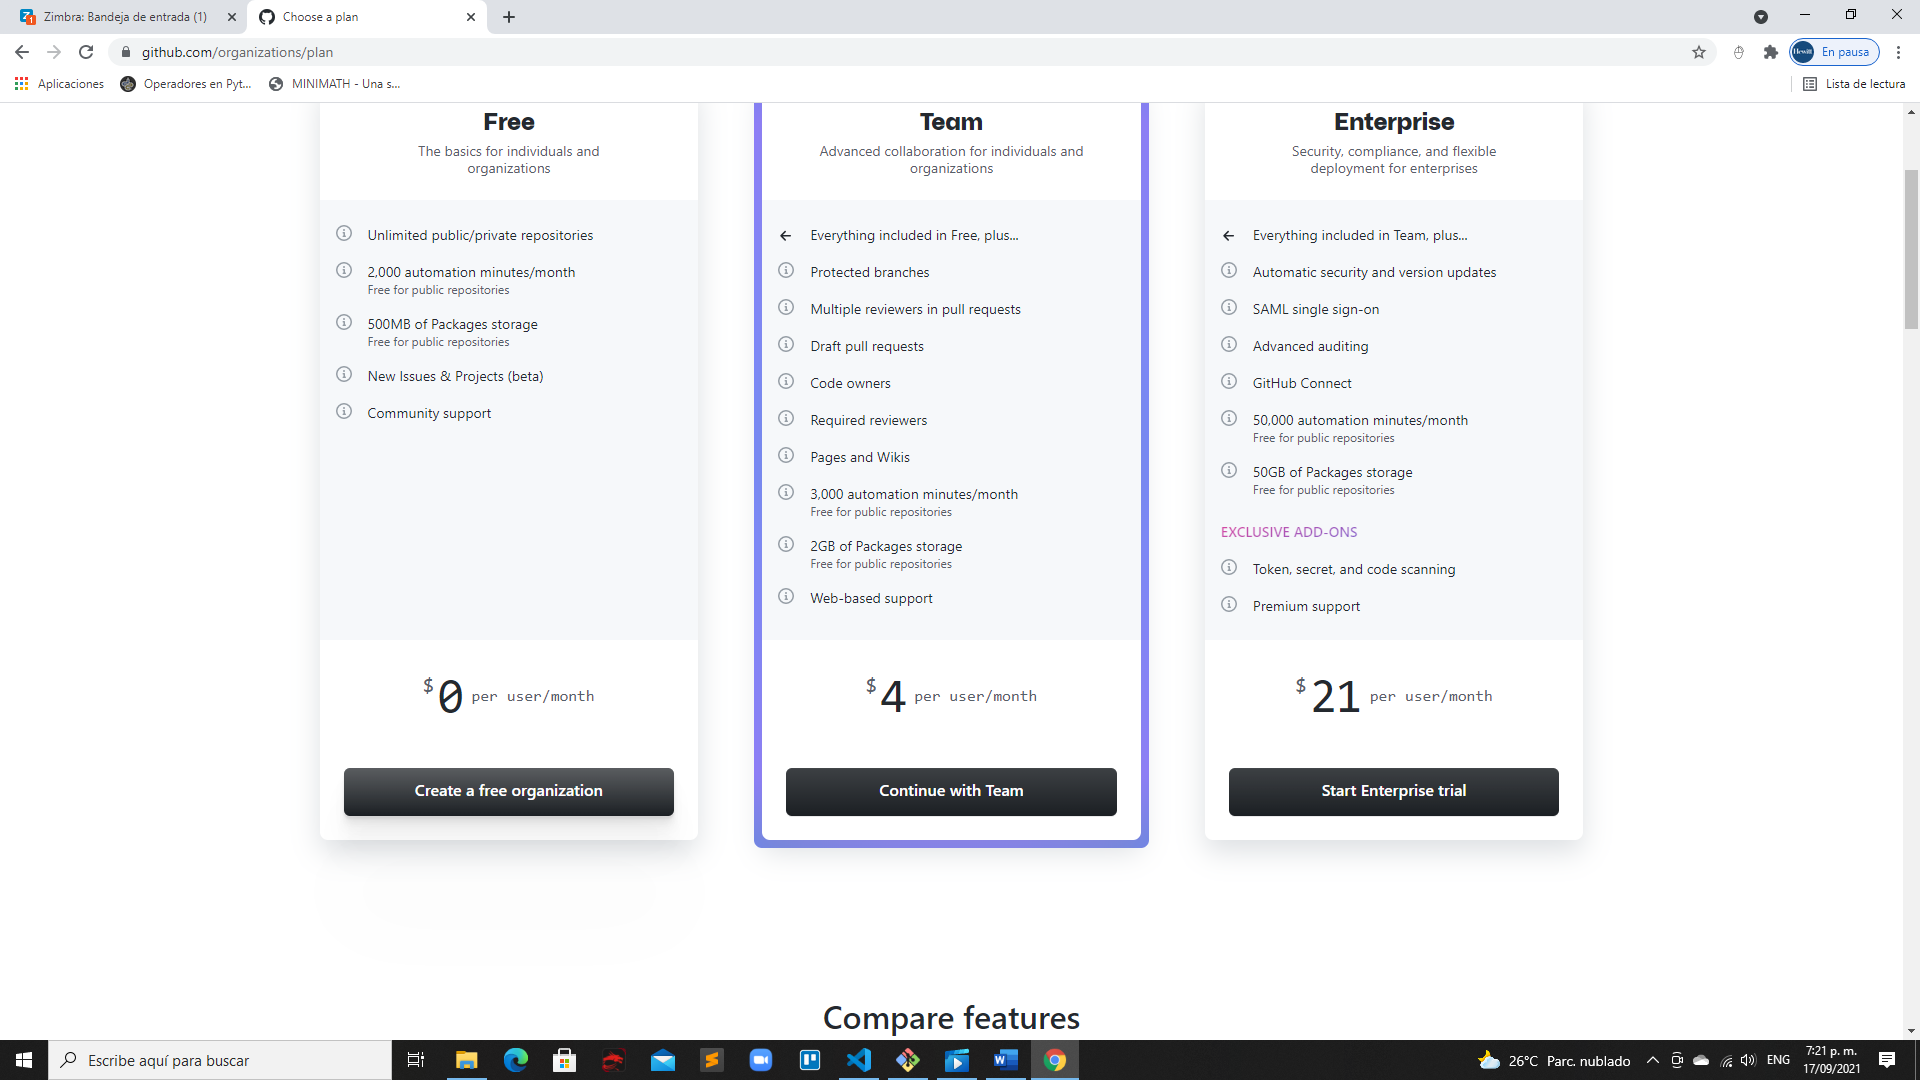 Zimbra: Bandeja de entrada (1)
Choose a plan
github.com/organizations/plan
En pausa
Aplicaciones
Operadores en Pyt...
MINIMATH - Una s...
Lista de lectura
Free
The basics for individuals and
organizations
Unlimited public/private repositories
2,000 automation minutes/month
Free for public repositories
500MB of Packages storage
Free for public repositories
New Issues & Projects (beta)
Community support
$0 per user/month
Create a free organization
Team
Advanced collaboration for individuals and
organizations
Everything included in Free, plus...
Protected branches
Multiple reviewers in pull requests
Draft pull requests
Code owners
Required reviewers
Pages and Wikis
3,000 automation minutes/month
Free for public repositories
2GB of Packages storage
Free for public repositories
Web-based support
$4 per user/month
Continue with Team
Enterprise
Security, compliance, and flexible
deployment for enterprises
Everything included in Team, plus...
Automatic security and version updates
SAML single sign-on
Advanced auditing
GitHub Connect
50,000 automation minutes/month
Free for public repositories
50GB of Packages storage
Free for public repositories
EXCLUSIVE ADD-ONS
Token, secret, and code scanning
Premium support
$21 per user/month
Start Enterprise trial
Compare features
Escribe aquí para buscar
26°C Parc. nublado
ENG
7:21 p. m.
17/09/2021